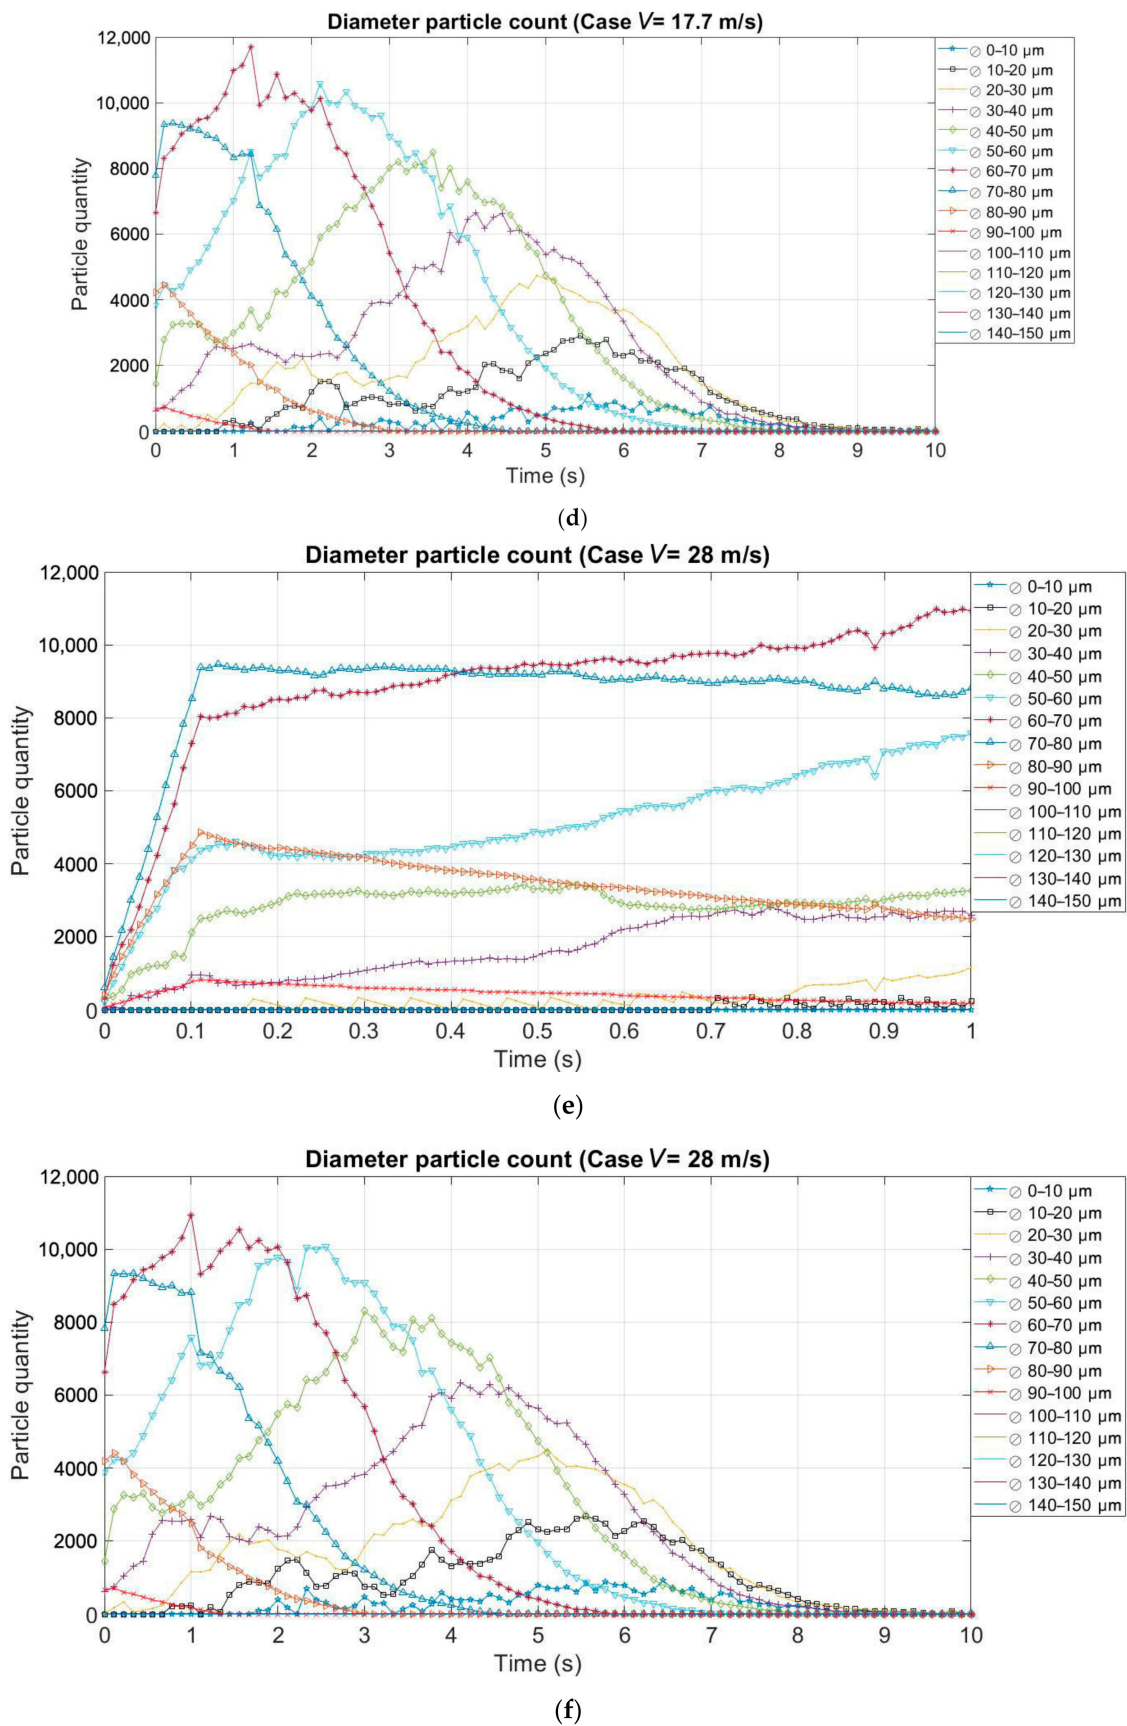 Diameter particle count (Case V= 17.7 m/s)
12,000
10,000
8000
6000
4000
2000
0
Particle quantity
0 1 2 3 4 5 6 7 8 9 10
Time (s)
∅ 0–10 µm
∅ 10–20 µm
∅ 20–30 µm
∅ 30–40 µm
∅ 40–50 µm
∅ 50-60 µm
∅ 60–70 µm
∅ 70–80 µm
∅ 80–90 µm
∅ 90–100 µm
∅ 100–110 µm
∅ 110–120 µm
∅ 120–130 µm
∅ 130–140 µm
∅ 140–150 µm
(d)
Diameter particle count (Case V= 28 m/s)
12,000
10,000
8000
6000
4000
2000
0
Particle quantity
0 0.1 0.2 0.3 0.4 0.5 0.6 0.7 0.8 0.9 1
Time (s)
∅ 0–10 µm
∅ 10–20 µm
∅ 20–30 µm
∅ 30–40 µm
∅ 40–50 µm
∅ 50-60 µm
∅ 60–70 µm
∅ 70–80 µm
∅ 80–90 µm
∅ 90–100 µm
∅ 100–110 µm
∅ 110–120 µm
∅ 120–130 µm
∅ 130–140 µm
∅ 140–150 µm
(e)
Diameter particle count (Case V= 28 m/s)
12,000
10,000
8000
6000
4000
2000
0
Particle quantity
0 1 2 3 4 5 6 7 8 9 10
Time (s)
∅ 0–10 µm
∅ 10–20 µm
∅ 20–30 µm
∅ 30–40 µm
∅ 40–50 µm
∅ 50-60 µm
∅ 60–70 µm
∅ 70–80 µm
∅ 80–90 µm
∅ 90–100 µm
∅ 100–110 µm
∅ 110–120 µm
∅ 120–130 µm
∅ 130–140 µm
∅ 140–150 µm
(f)